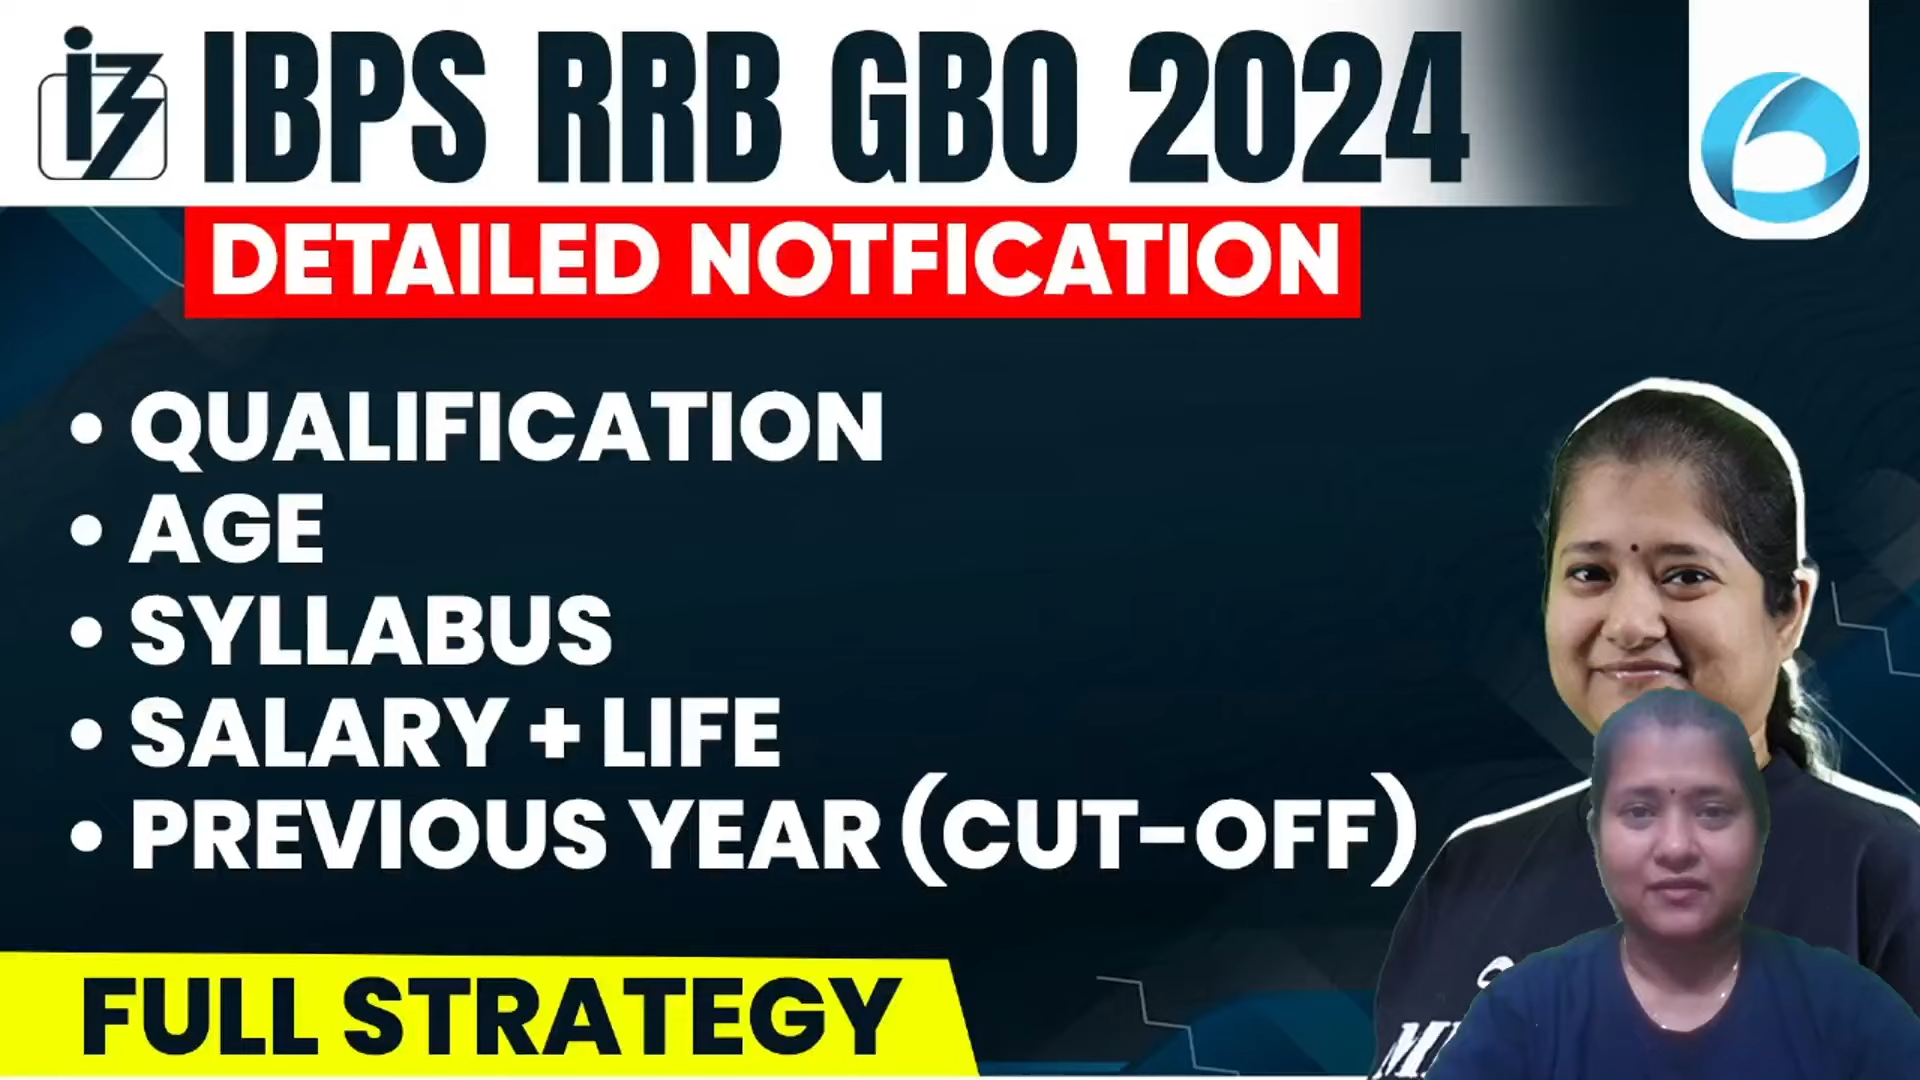 IBPS RRB GBO 2024
DETAILED NOTFICATION
• QUALIFICATION
• AGE
• SYLLABUS
• SALARY + LIFE
• PREVIOUS YEAR (CUT-OFF)
FULL STRATEGY